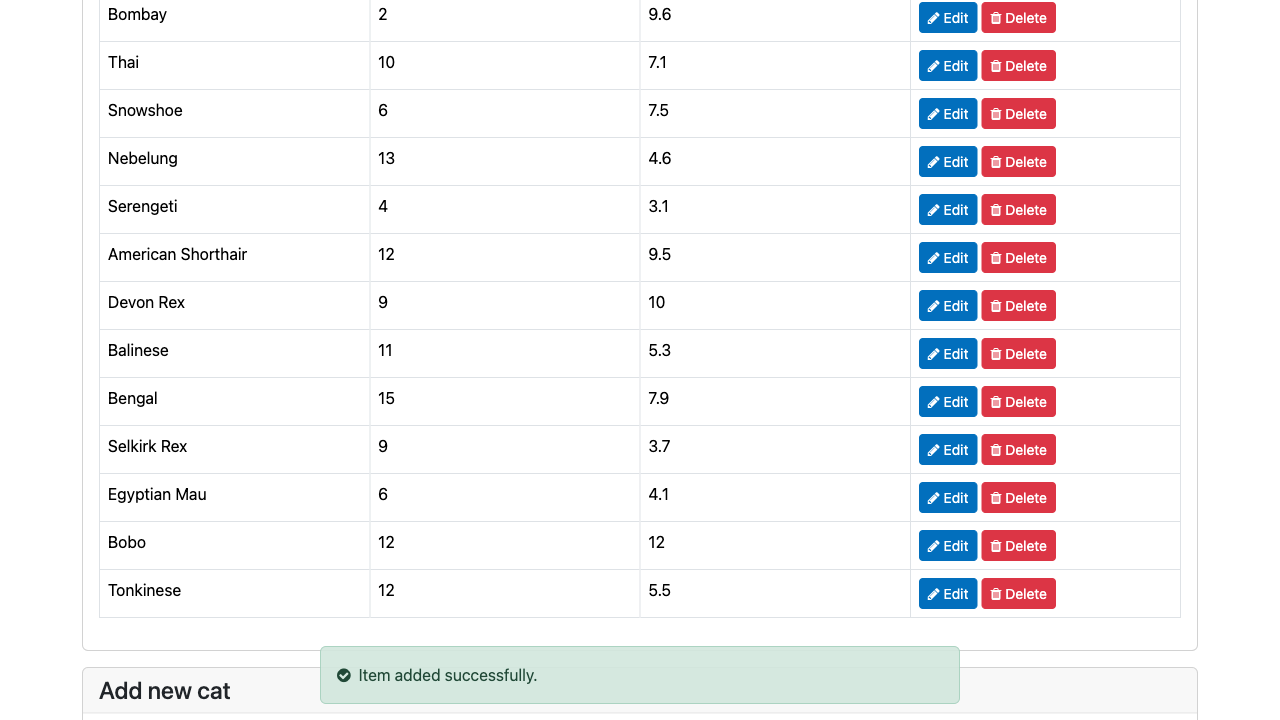 Bombay 2 9.6 Edit Delete
Thai 10 7.1 Edit Delete
Snowshoe 6 7.5 Edit Delete
Nebelung 13 4.6 Edit Delete
Serengeti 4 3.1 Edit Delete
American Shorthair 12 9.5 Edit Delete
Devon Rex 9 10 Edit Delete
Balinese 11 5.3 Edit Delete
Bengal 15 7.9 Edit Delete
Selkirk Rex 9 3.7 Edit Delete
Egyptian Mau 6 4.1 Edit Delete
Bobo 12 12 Edit Delete
Tonkinese 12 5.5 Edit Delete
Item added successfully.
Add new cat